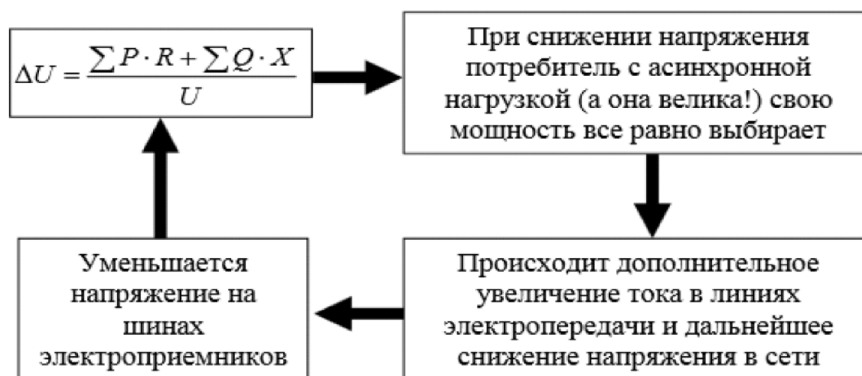 ΔU = (∑P·R + ∑Q·X) / U
При снижении напряжения
потребитель с асинхронной
нагрузкой (а она велика!) свою
мощность все равно выбирает
Происходит дополнительное
увеличение тока в линиях
электропередачи и дальнейшее
снижение напряжения в сети
Уменьшается
напряжение на
шинах
электроприемников